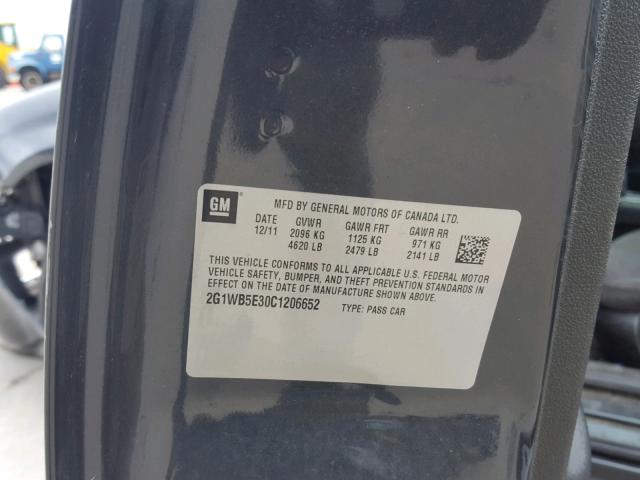 GM
MFD BY GENERAL MOTORS OF CANADA LTD.
DATE GVWR GAWR FRT GAWR RR
12/11 2096 KG 1125 KG 971 KG
4620 LB 2479 LB 2141 LB
THIS VEHICLE CONFORMS TO ALL APPLICABLE U.S. FEDERAL MOTOR
VEHICLE SAFETY, BUMPER, AND THEFT PREVENTION STANDARDS IN
EFFECT ON THE DATE OF MANUFACTURE SHOWN ABOVE.
2G1WB5E30C1206652 TYPE: PASS CAR